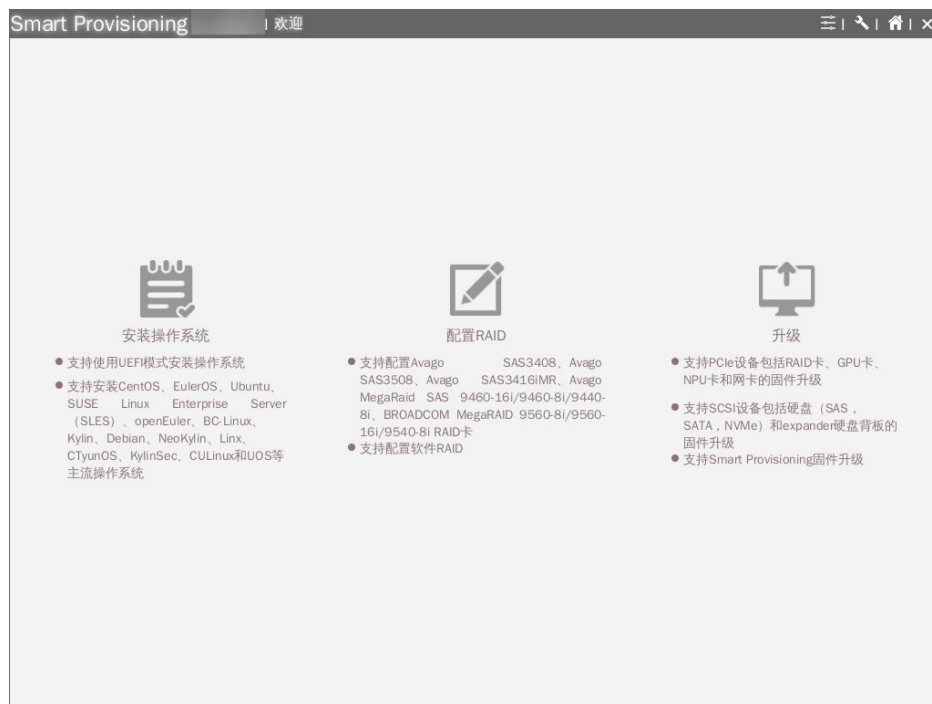 Smart Provisioning | 欢迎
安装操作系统
● 支持使用UEFI模式安装操作系统
● 支持安装CentOS、EulerOS、Ubuntu、
SUSE Linux Enterprise Server
（SLES）、openEuler、BC-Linux、
Kylin、Debian、NeoKylin、Linx、
CTyunOS、KylinSec、CULinux和UOS等
主流操作系统
配置RAID
● 支持配置Avago SAS3408、Avago
SAS3508、Avago SAS3416iMR、Avago
MegaRaid SAS 9460-16i/9460-8i/9440-
8i、BROADCOM MegaRAID 9560-8i/9560-
16i/9540-8i RAID卡
● 支持配置软件RAID
升级
● 支持PCIe设备包括RAID卡、GPU卡、
NPU卡和网卡的固件升级
● 支持SCSI设备包括硬盘（SAS，
SATA，NVMe）和expander硬盘背板的
固件升级
● 支持Smart Provisioning固件升级